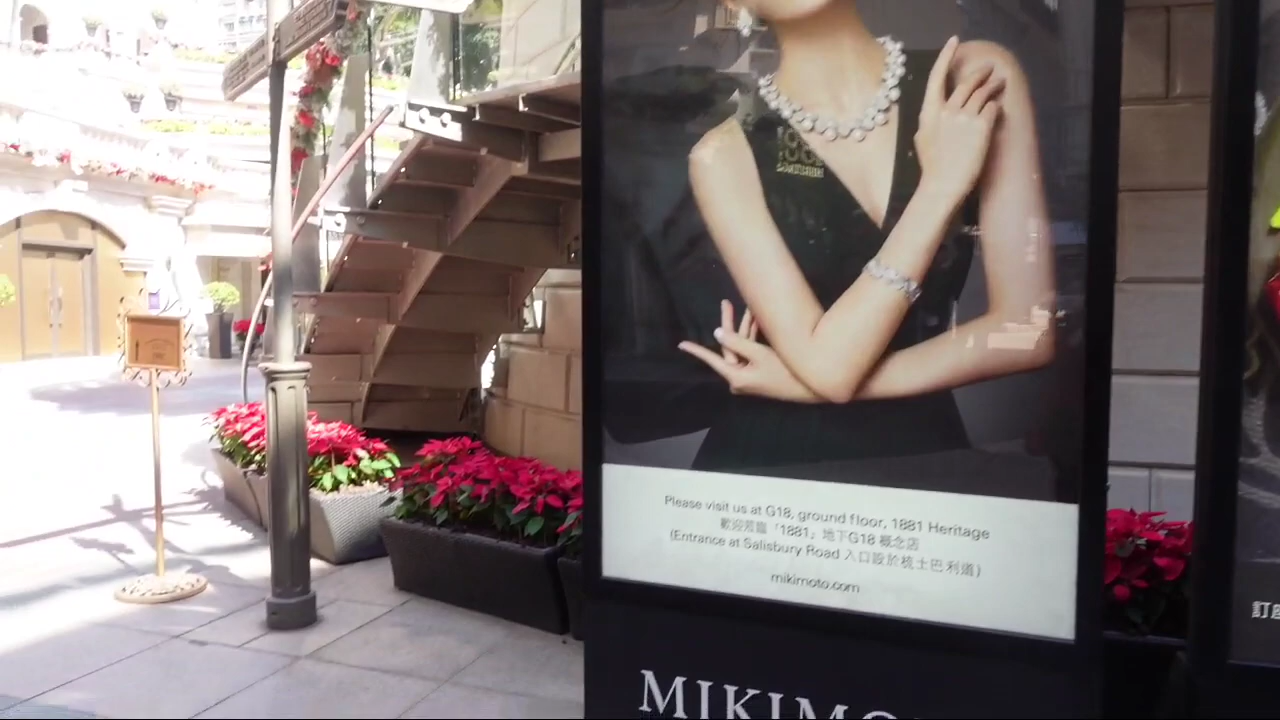 Please visit us at G18, ground floor, 1881 Heritage
歡迎蒞臨「1881」地下G18 概念店
(Entrance at Salisbury Road 入口設於梳士巴利道)
mikimoto.com
MIKIMO
訂座